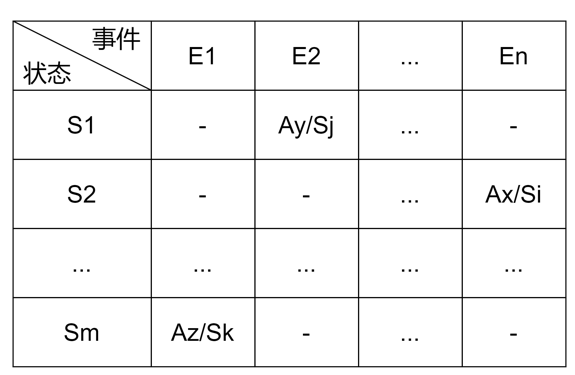 事件
状态
E1 E2 ... En
S1 - Ay/Sj ... -
S2 - - ... Ax/Si
... ... ... ... ...
Sm Az/Sk - ... -